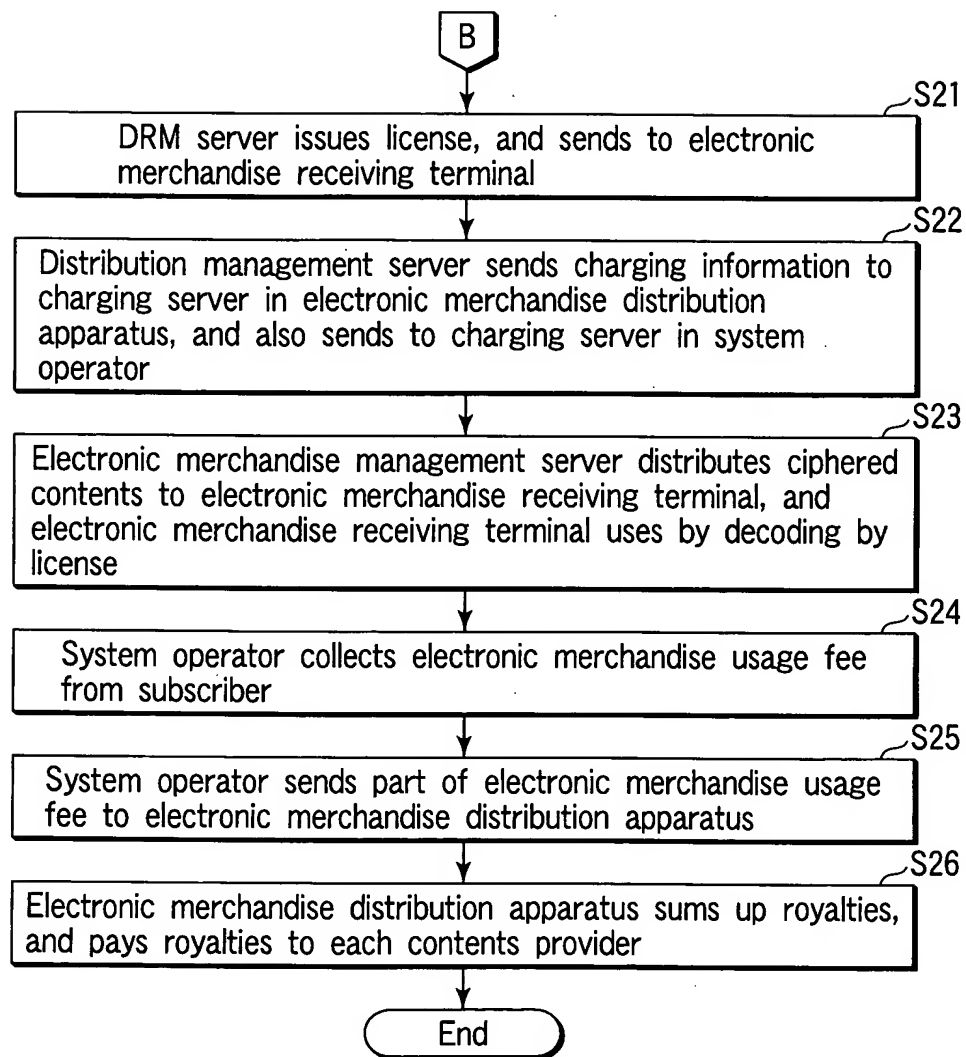 B
S21
DRM server issues license, and sends to electronic
merchandise receiving terminal
S22
Distribution management server sends charging information to
charging server in electronic merchandise distribution
apparatus, and also sends to charging server in system
operator
S23
Electronic merchandise management server distributes ciphered
contents to electronic merchandise receiving terminal, and
electronic merchandise receiving terminal uses by decoding by
license
S24
System operator collects electronic merchandise usage fee
from subscriber
S25
System operator sends part of electronic merchandise usage
fee to electronic merchandise distribution apparatus
S26
Electronic merchandise distribution apparatus sums up royalties,
and pays royalties to each contents provider
End